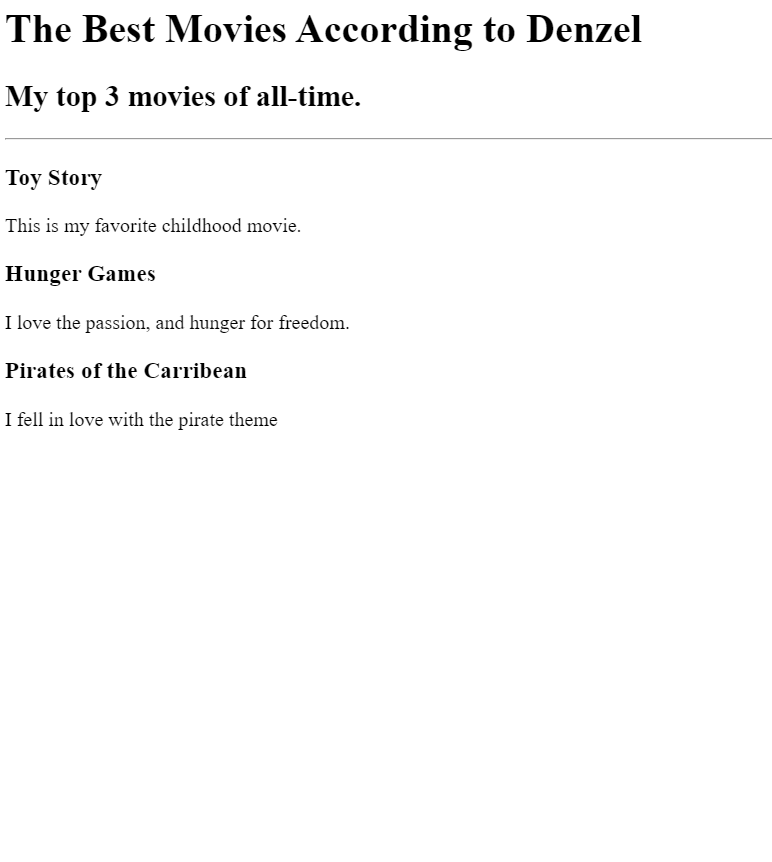 The Best Movies According to Denzel
My top 3 movies of all-time.
Toy Story
This is my favorite childhood movie.
Hunger Games
I love the passion, and hunger for freedom.
Pirates of the Carribean
I fell in love with the pirate theme